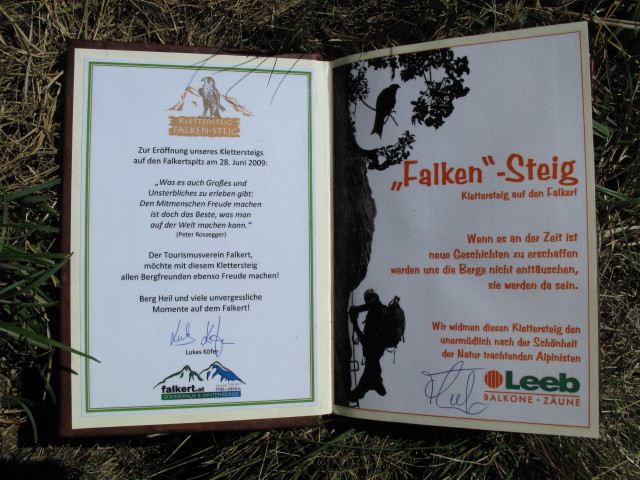 KLETTERSTEIG
FALKEN-STEIG
Zur Eröffnung unseres Klettersteigs
auf den Falkertspitz am 28. Juni 2009:
„Was es auch Großes und
Unsterbliches zu erleben gibt:
Den Mitmenschen Freude machen
ist doch das Beste, was man
auf der Welt machen kann.“
(Peter Rossegger)
Der Tourismusverein Falkert,
möchte mit diesem Klettersteig
allen Bergfreunden ebenso Freude machen!
Berg Heil und viele unvergessliche
Momente auf dem Falkert!
Lukas Köfer
falkert.at
„Falken“-Steig
Klettersteig auf den Falkert
Wenn es an der Zeit ist
neue Geschichten zu erschaffen
werden uns die Berge nicht enttäuschen,
sie werden da sein.
Wir widmen diesen Klettersteig den
unermüdlich nach der Schönheit
der Natur trachtenden Alpinisten
Leeb
BALKONE · ZÄUNE